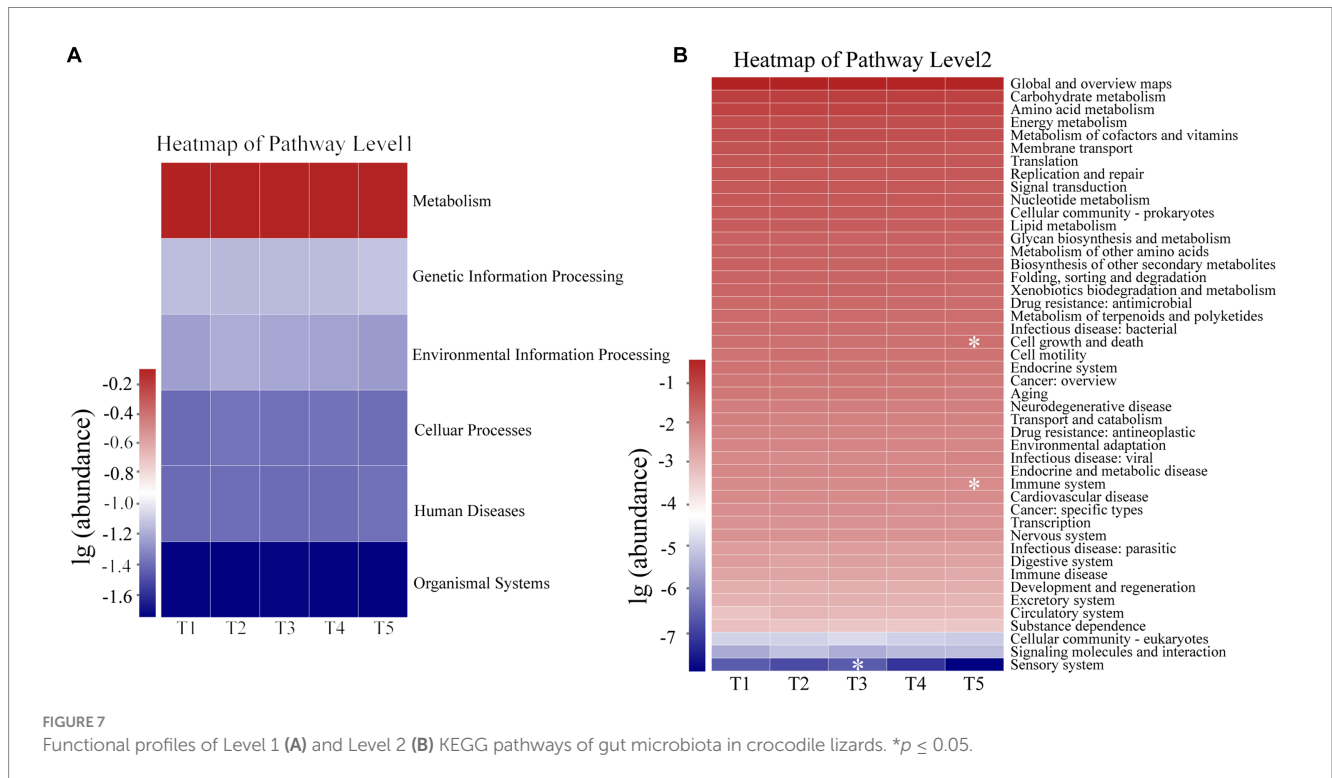 A
Heatmap of Pathway Level1
Metabolism
Genetic Information Processing
Environmental Information Processing
Celluar Processes
Human Diseases
Organismal Systems
lg (abundance)
-0.2
-0.4
-0.6
-0.8
-1.0
-1.2
-1.4
-1.6
T1 T2 T3 T4 T5
B
Heatmap of Pathway Level2
Global and overview maps
Carbohydrate metabolism
Amino acid metabolism
Energy metabolism
Metabolism of cofactors and vitamins
Membrane transport
Translation
Replication and repair
Signal transduction
Nucleotide metabolism
Cellular community - prokaryotes
Lipid metabolism
Glycan biosynthesis and metabolism
Metabolism of other amino acids
Biosynthesis of other secondary metabolites
Folding, sorting and degradation
Xenobiotics biodegradation and metabolism
Drug resistance: antimicrobial
Metabolism of terpenoids and polyketides
Infectious disease: bacterial
* Cell growth and death
Cell motility
Endocrine system
Cancer: overview
Aging
Neurodegenerative disease
Transport and catabolism
Drug resistance: antineoplastic
Environmental adaptation
Infectious disease: viral
Endocrine and metabolic disease
* Immune system
Cardiovascular disease
Cancer: specific types
Transcription
Nervous system
Infectious disease: parasitic
Digestive system
Immune disease
Development and regeneration
Excretory system
Circulatory system
Substance dependence
Cellular community - eukaryotes
Signaling molecules and interaction
* Sensory system
lg (abundance)
-1
-2
-3
-4
-5
-6
-7
T1 T2 T3 T4 T5
FIGURE 7
Functional profiles of Level 1 (A) and Level 2 (B) KEGG pathways of gut microbiota in crocodile lizards. *p ≤ 0.05.